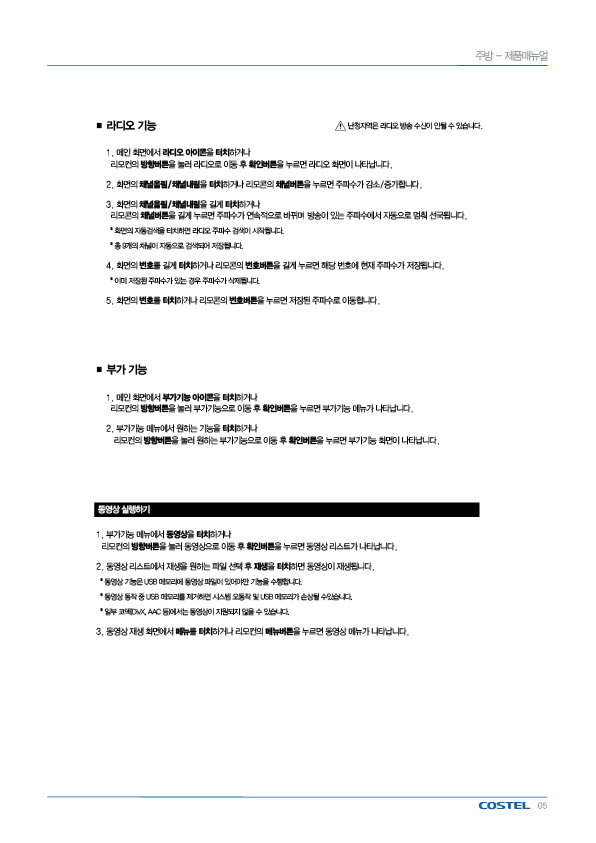 주방 - 제품매뉴얼
■ 라디오 기능
난청지역은 라디오 방송 수신이 안될 수 있습니다.
1. 메인 화면에서 라디오 아이콘을 터치하거나
리모컨의 방향버튼을 눌러 라디오로 이동 후 확인버튼을 누르면 라디오 화면이 나타납니다.
2. 화면의 채널올림/채널내림을 터치하거나 리모콘의 채널버튼을 누르면 주파수가 감소/증가합니다.
3. 화면의 채널올림/채널내림을 길게 터치하거나
리모콘의 채널버튼을 길게 누르면 주파수가 연속적으로 바뀌며 방송이 있는 주파수에서 자동으로 멈춰 선국됩니다.
* 화면의 자동검색을 터치하면 라디오 주파수 검색이 시작됩니다.
* 총 9개의 채널이 자동으로 검색되어 저장됩니다.
4. 화면의 번호를 길게 터치하거나 리모콘의 번호버튼을 길게 누르면 해당 번호에 현재 주파수가 저장됩니다.
* 이미 저장된 주파수가 있는 경우 주파수가 삭제됩니다.
5. 화면의 번호를 터치하거나 리모콘의 번호버튼을 누르면 저장된 주파수로 이동합니다.
■ 부가 기능
1. 메인 화면에서 부가기능 아이콘을 터치하거나
리모컨의 방향버튼을 눌러 부가기능으로 이동 후 확인버튼을 누르면 부가기능 메뉴가 나타납니다.
2. 부가기능 메뉴에서 원하는 기능을 터치하거나
리모컨의 방향버튼을 눌러 원하는 부가기능으로 이동 후 확인버튼을 누르면 부가기능 화면이 나타납니다.
동영상 실행하기
1. 부가기능 메뉴에서 동영상을 터치하거나
리모컨의 방향버튼을 눌러 동영상으로 이동 후 확인버튼을 누르면 동영상 리스트가 나타납니다.
2. 동영상 리스트에서 재생을 원하는 파일 선택 후 재생을 터치하면 동영상이 재생됩니다.
* 동영상 기능은 USB 메모리에 동영상 파일이 있어야만 기능을 수행합니다.
* 동영상 동작 중 USB 메모리를 제거하면 시스템 오동작 및 USB 메모리가 손상될 수있습니다.
* 일부 코덱(DivX, AAC 등)에서는 동영상이 지원되지 않을 수 있습니다.
3. 동영상 재생 화면에서 메뉴를 터치하거나 리모컨의 메뉴버튼을 누르면 동영상 메뉴가 나타납니다.
COSTEL 05